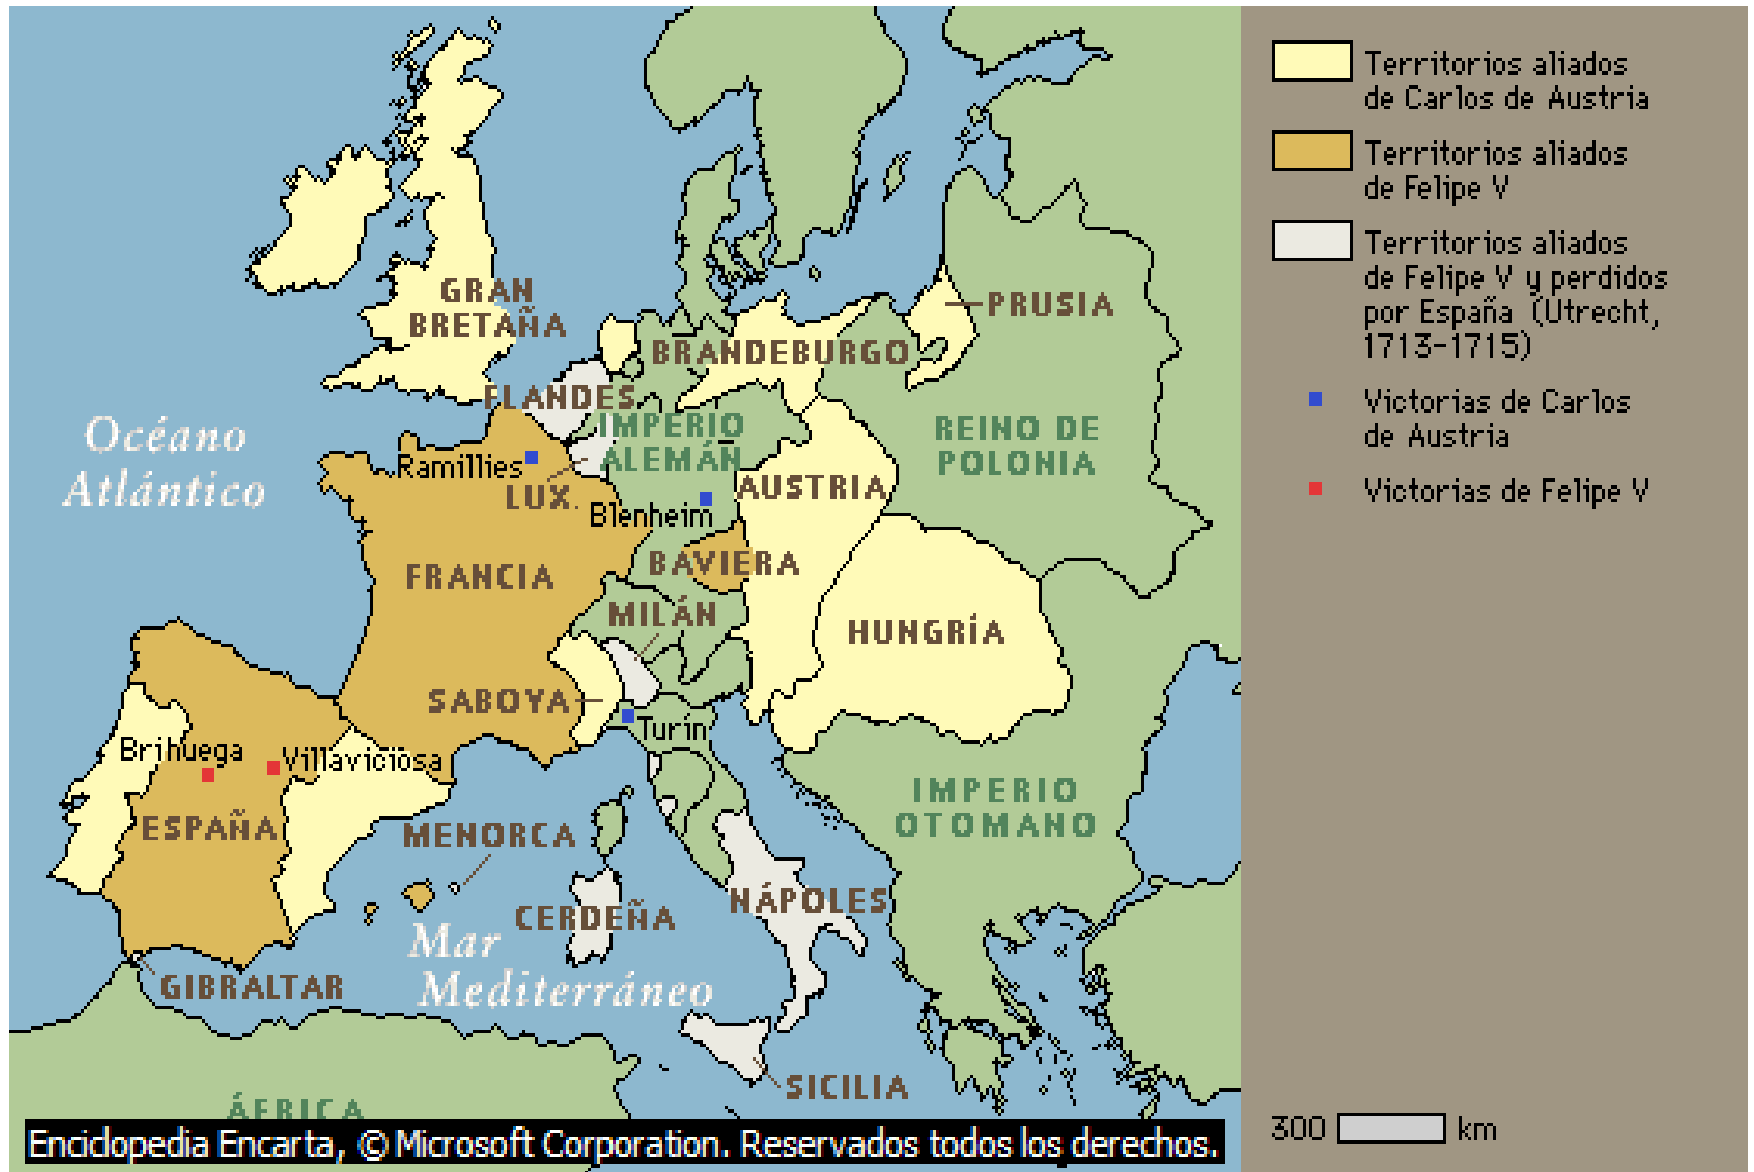 GRAN
BRETAÑA
PRUSIA
BRANDEBURGO
FLANDES
IMPERIO
ALEMÁN
REINO DE
POLONIA
Océano
Atlántico
Ramillies
LUX.
AUSTRIA
Blenheim
BAVIERA
FRANCIA
MILÁN
HUNGRÍA
SABOYA
Turín
Brihuega
Villaviciosa
ESPAÑA
MENORCA
IMPERIO
OTOMANO
NÁPOLES
CERDEÑA
Mar
Mediterráneo
GIBRALTAR
SICILIA
ÁFRICA
Enciclopedia Encarta, © Microsoft Corporation. Reservados todos los derechos.
Territorios aliados
de Carlos de Austria
Territorios aliados
de Felipe V
Territorios aliados
de Felipe V y perdidos
por España (Utrecht,
1713-1715)
Victorias de Carlos
de Austria
Victorias de Felipe V
300 km